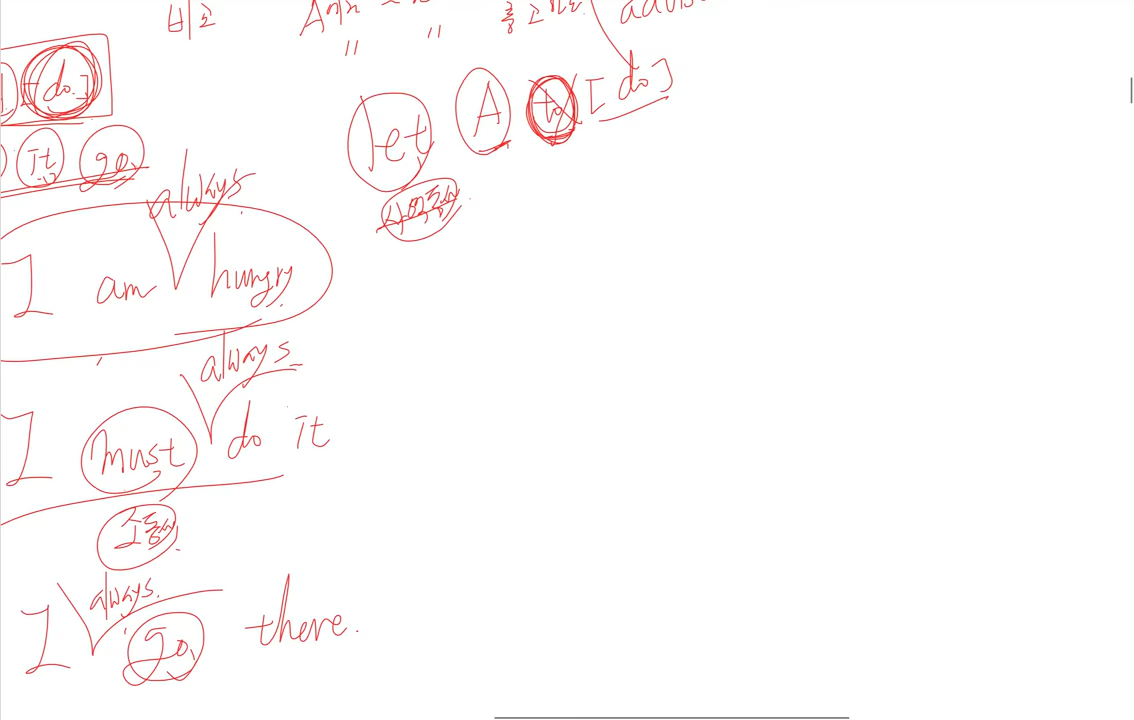 비교
" "
[do]
let A to [do]
It go
사역동사
always
I am hungry
always
I must do it
조동사
always
I go there.